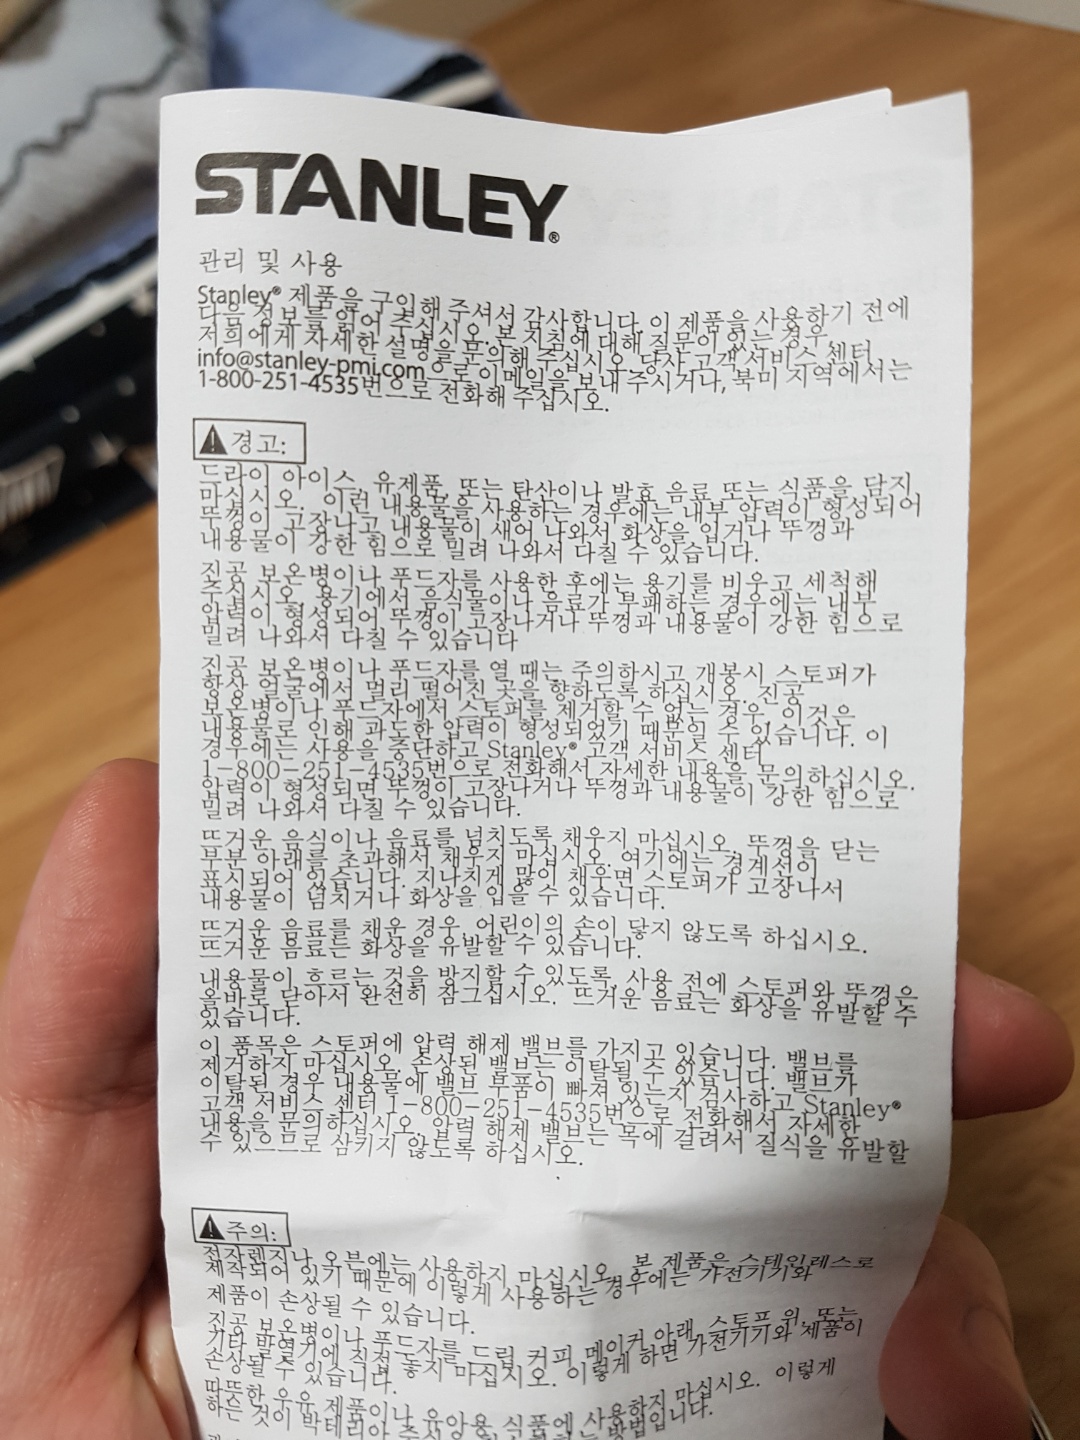 STANLEY®
관리 및 사용
Stanley® 제품을 구입해 주셔서 감사합니다. 이 제품을 사용하기 전에
다음 정보를 읽어 주십시오. 본 지침에 대해 질문이 있는 경우,
저희에게 자세한 설명을 문의해 주십시오. 당사 고객 서비스 센터
info@stanley-pmi.com으로 이메일을 보내 주시거나, 북미 지역에서는
1-800-251-4535번으로 전화해 주십시오.
경고:
드라이 아이스, 유제품, 또는 탄산이나 발효 음료 또는 식품을 담지
마십시오. 이런 내용물을 사용하는 경우에는 내부 압력이 형성되어
뚜껑이 고장나고 내용물이 새어 나와서 화상을 입거나 뚜껑과
내용물이 강한 힘으로 밀려 나와서 다칠 수 있습니다.
진공 보온병이나 푸드자를 사용한 후에는 용기를 비우고 세척해
주십시오. 용기에서 음식물이나 음료가 부패하는 경우에는 내부
압력이 형성되어 뚜껑이 고장나거나 뚜껑과 내용물이 강한 힘으로
밀려 나와서 다칠 수 있습니다
진공 보온병이나 푸드자를 열 때는 주의하시고 개봉시 스토퍼가
항상 얼굴에서 멀리 떨어진 곳을 향하도록 하십시오. 진공
보온병이나 푸드자에서 스토퍼를 제거할 수 없는 경우, 이것은
내용물로 인해 과도한 압력이 형성되었기 때문일 수 있습니다. 이
경우에는 사용을 중단하고 Stanley® 고객 서비스 센터
1-800-251-4535번으로 전화해서 자세한 내용을 문의하십시오.
압력이 형성되면 뚜껑이 고장나거나 뚜껑과 내용물이 강한 힘으로
밀려 나와서 다칠 수 있습니다.
뜨거운 음식이나 음료를 넘치도록 채우지 마십시오. 뚜껑을 닫는
부분 아래를 초과해서 채우지 마십시오. 여기에는 경계선이
표시되어 있습니다. 지나치게 많이 채우면 스토퍼가 고장나서
내용물이 넘치거나 화상을 입을 수 있습니다.
뜨거운 음료를 채운 경우, 어린이의 손이 닿지 않도록 하십시오.
뜨거운 음료는 화상을 유발할 수 있습니다.
내용물이 흐르는 것을 방지할 수 있도록, 사용 전에 스토퍼와 뚜껑은
올바로 닫아서 완전히 잠그십시오. 뜨거운 음료는 화상을 유발할 수
있습니다.
이 품목은 스토퍼에 압력 해제 밸브를 가지고 있습니다. 밸브를
제거하지 마십시오. 손상된 밸브는 이탈될 수 있습니다. 밸브가
이탈된 경우 내용물에 밸브 부품이 빠져 있는지 검사하고 Stanley®
고객 서비스 센터 1-800-251-4535번으로 전화해서 자세한
내용을 문의하십시오. 압력 해제 밸브는 목에 걸려서 질식을 유발할
수 있으므로 삼키지 않도록 하십시오.
주의:
전자렌지나 오븐에는 사용하지 마십시오. 본 제품은 스테인레스로
제작되어 있기 때문에 이렇게 사용하는 경우에는 가전기기와
제품이 손상될 수 있습니다.
진공 보온병이나 푸드자를 드립 커피 메이커 아래, 스토프 위, 또는
기타 발열기에 직접 놓지 마십시오. 이렇게 하면 가전기기와 제품이
손상될 수 있습니다.
따뜻한 우유 제품이나 유아용 식품에 사용하지 마십시오. 이렇게
하는 것이 박테리아 방법입니다.